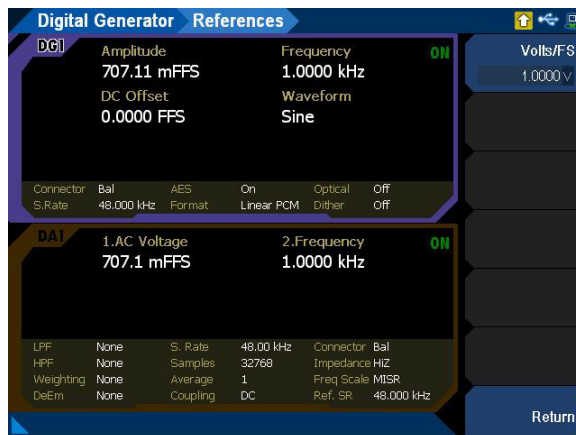 Digital Generator References
DG1
Amplitude Frequency ON
707.11 mFFS 1.0000 kHz
DC Offset Waveform
0.0000 FFS Sine
Connector Bal AES On Optical Off
S.Rate 48.000 kHz Format Linear PCM Dither Off
DA1
1.AC Voltage 2.Frequency ON
707.1 mFFS 1.0000 kHz
LPF None S. Rate 48.00 kHz Connector Bal
HPF None Samples 32768 Impedance HiZ
Weighting None Average 1 Freq Scale MISR
DeEm None Coupling DC Ref. SR 48.000 kHz
Volts/FS
1.0000 V
Return